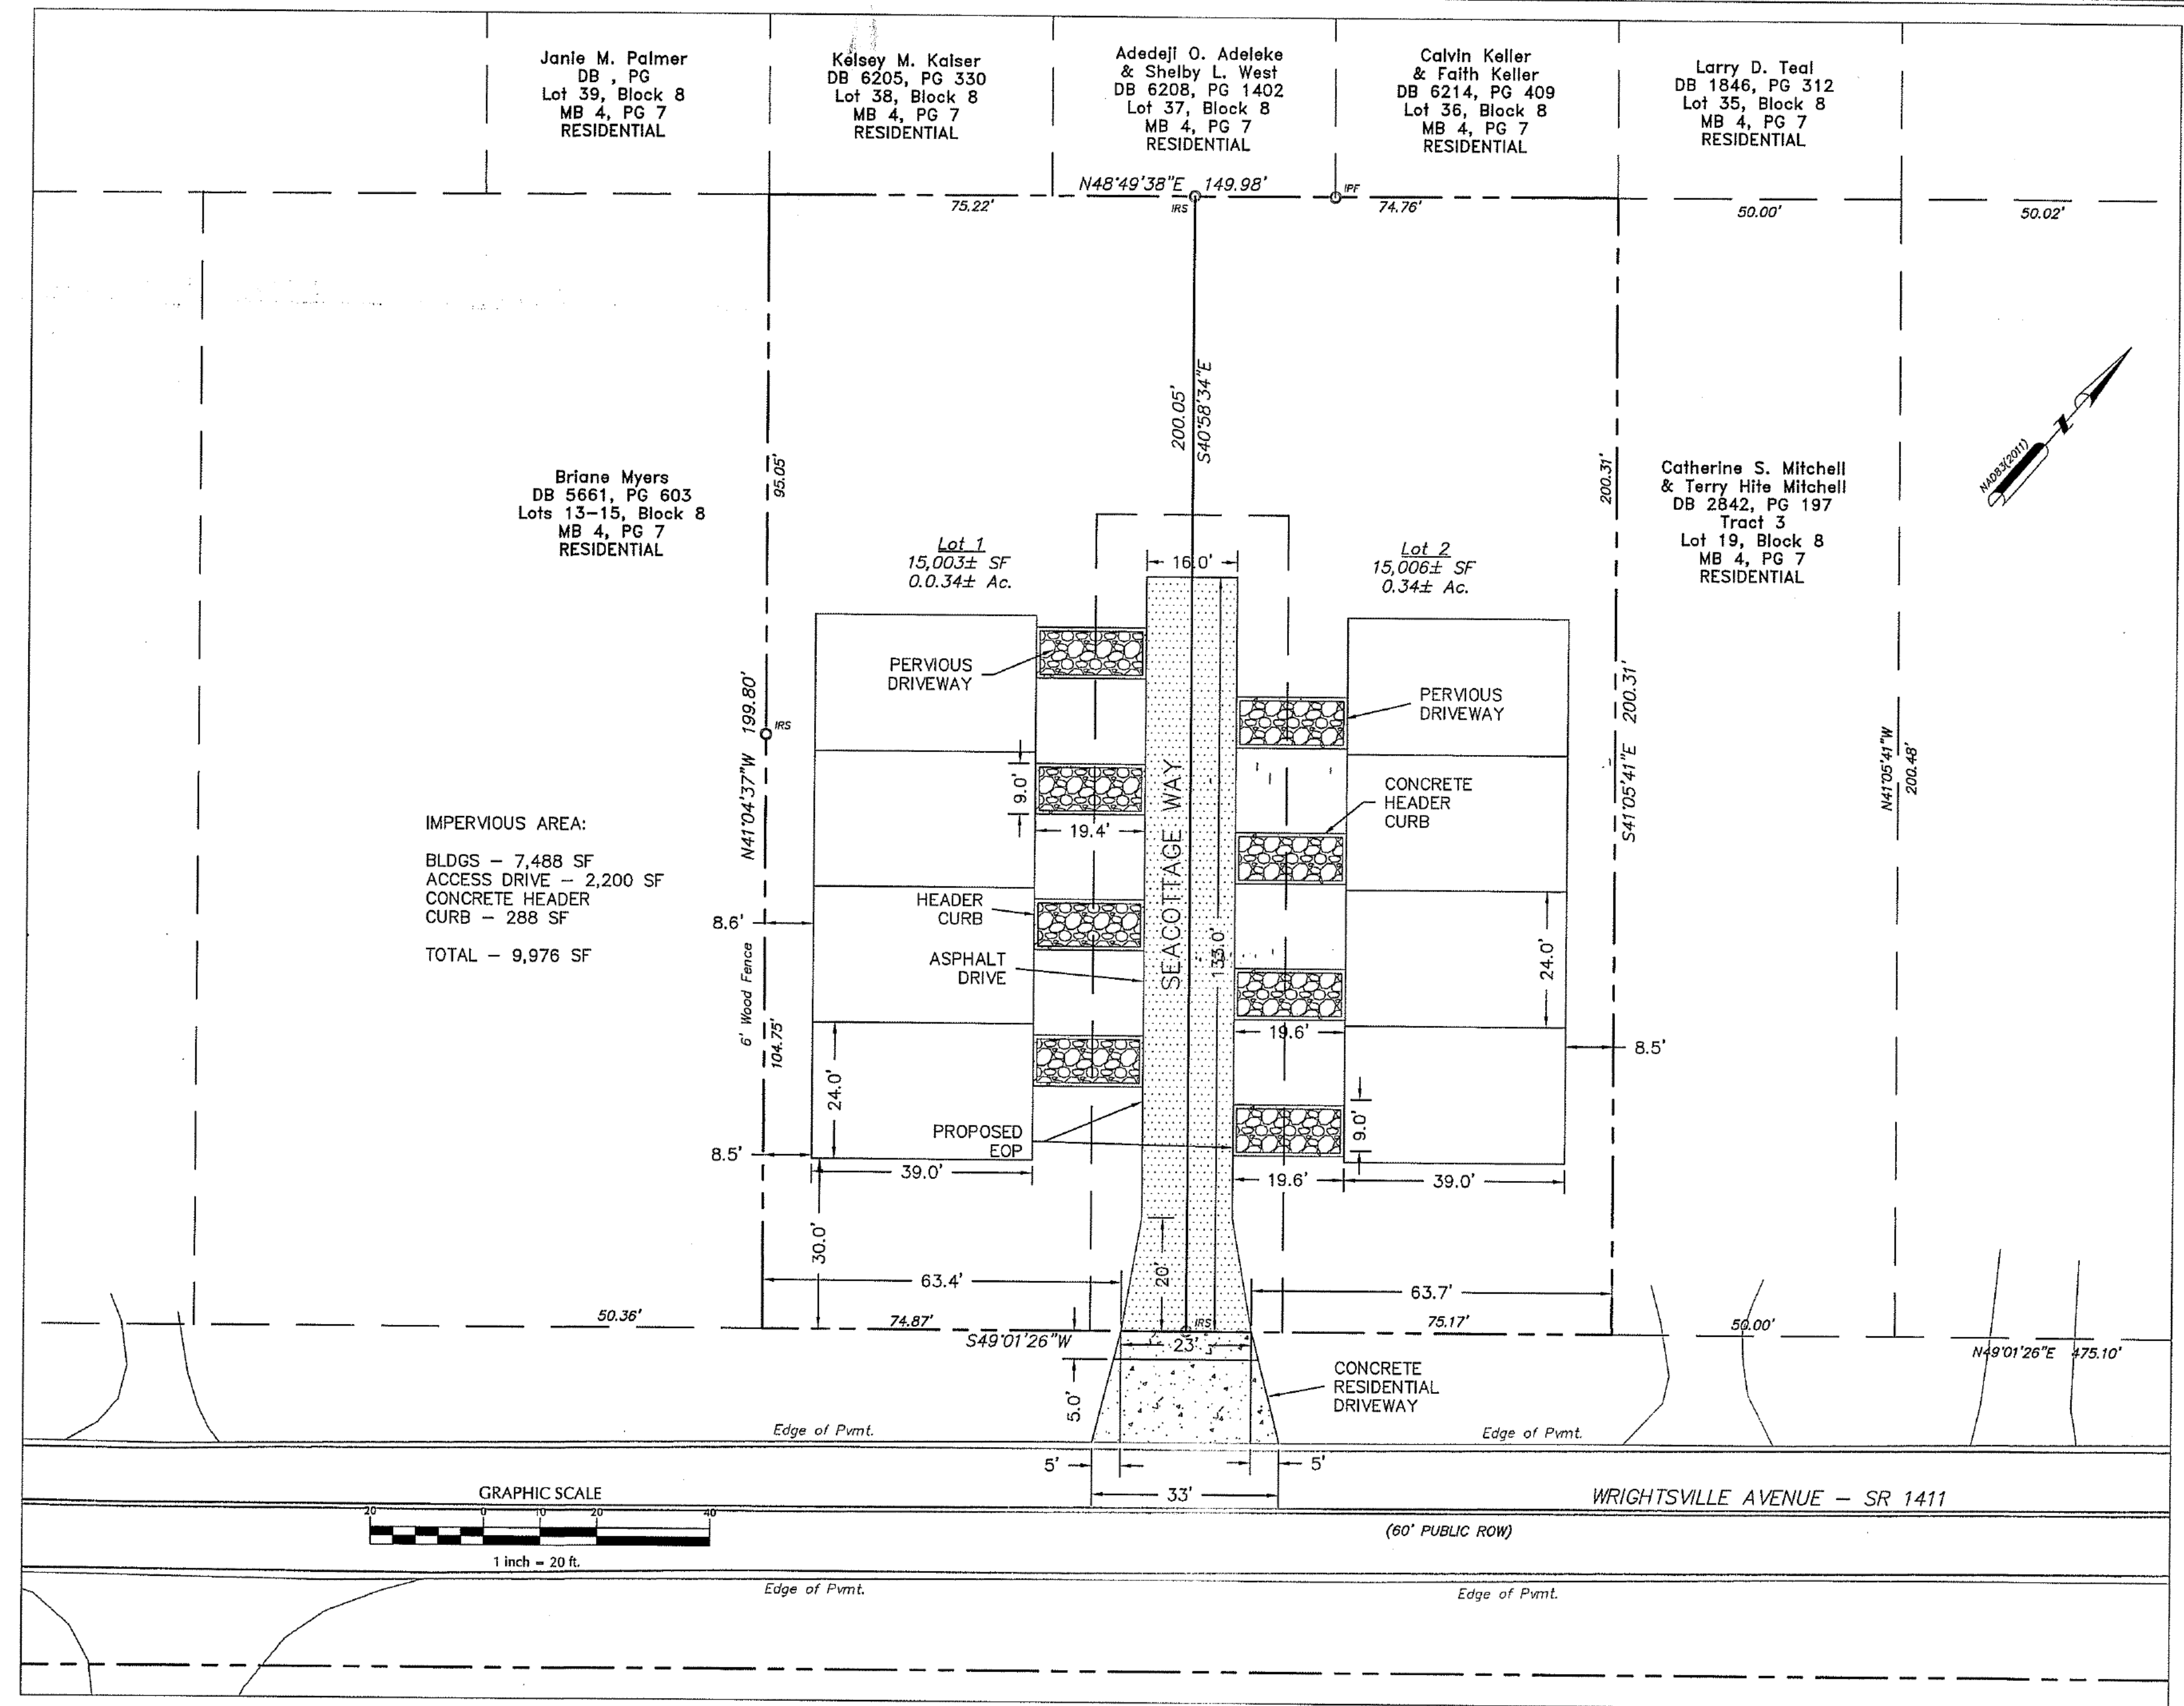 Janie M. Palmer
DB , PG
Lot 39, Block 8
MB 4, PG 7
RESIDENTIAL
Kelsey M. Kaiser
DB 6205, PG 330
Lot 38, Block 8
MB 4, PG 7
RESIDENTIAL
Adedeji O. Adeleke
& Shelby L. West
DB 6208, PG 1402
Lot 37, Block 8
MB 4, PG 7
RESIDENTIAL
Calvin Keller
& Faith Keller
DB 6214, PG 409
Lot 36, Block 8
MB 4, PG 7
RESIDENTIAL
Larry D. Teal
DB 1846, PG 312
Lot 35, Block 8
MB 4, PG 7
RESIDENTIAL
N48°49'38"E 149.98'
75.22'
IRS
IPF
74.76'
50.00'
50.02'
200.05'
S40°58'34"E
95.05'
200.31'
NAD83(2011)
N
Briane Myers
DB 5661, PG 603
Lots 13-15, Block 8
MB 4, PG 7
RESIDENTIAL
Catherine S. Mitchell
& Terry Hite Mitchell
DB 2842, PG 197
Tract 3
Lot 19, Block 8
MB 4, PG 7
RESIDENTIAL
Lot 1
15,003± SF
0.0.34± Ac.
16.0'
Lot 2
15,006± SF
0.34± Ac.
PERVIOUS
DRIVEWAY
PERVIOUS
DRIVEWAY
N41°04'37"W 199.80'
IRS
S41°05'41"E 200.31'
N41°05'41"W
200.48'
9.0'
19.4'
SEACOTTAGE WAY
133.0'
CONCRETE
HEADER
CURB
IMPERVIOUS AREA:
BLDGS - 7,488 SF
ACCESS DRIVE - 2,200 SF
CONCRETE HEADER
CURB - 288 SF
TOTAL - 9,976 SF
8.6'
HEADER
CURB
ASPHALT
DRIVE
24.0'
6' Wood Fence
104.75'
19.6'
8.5'
24.0'
PROPOSED
EOP
9.0'
8.5'
39.0'
19.6'
39.0'
30.0'
20'
63.4'
63.7'
50.36'
74.87'
S49°01'26"W
IRS
75.17'
50.00'
N49°01'26"E 475.10'
23'
5.0'
CONCRETE
RESIDENTIAL
DRIVEWAY
Edge of Pvmt.
Edge of Pvmt.
5'
5'
33'
GRAPHIC SCALE
20 0 10 20 40
1 inch = 20 ft.
WRIGHTSVILLE AVENUE - SR 1411
(60' PUBLIC ROW)
Edge of Pvmt.
Edge of Pvmt.